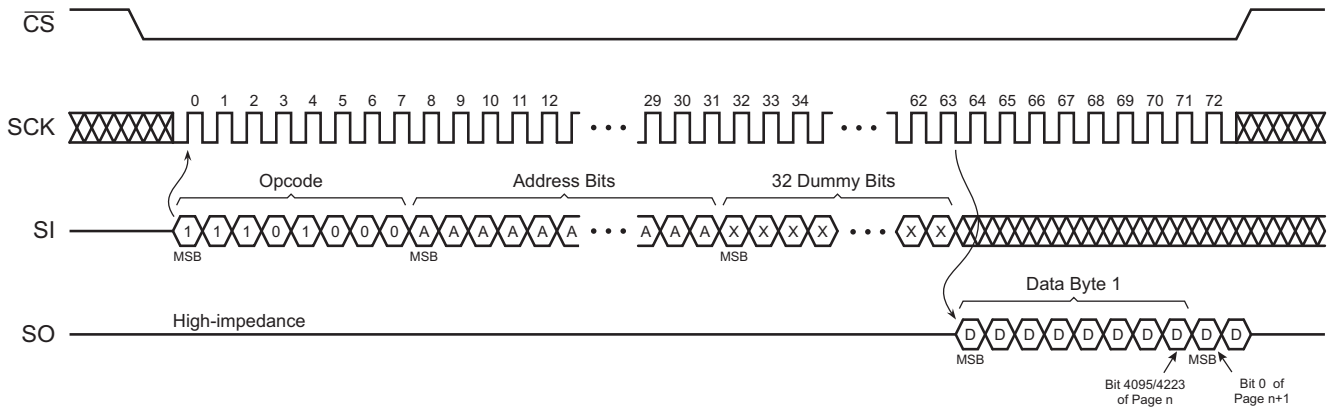 CS
SCK
0 1 2 3 4 5 6 7 8 9 10 11 12 29 30 31 32 33 34 62 63 64 65 66 67 68 69 70 71 72
• • • • • •
Opcode Address Bits 32 Dummy Bits
SI
1 1 1 0 1 0 0 0 A A A A A A • • • A A A X X X X • • • X X
MSB MSB MSB
Data Byte 1
SO
High-impedance
D D D D D D D D D D
MSB MSB
Bit 4095/4223
of Page n
Bit 0 of
Page n+1